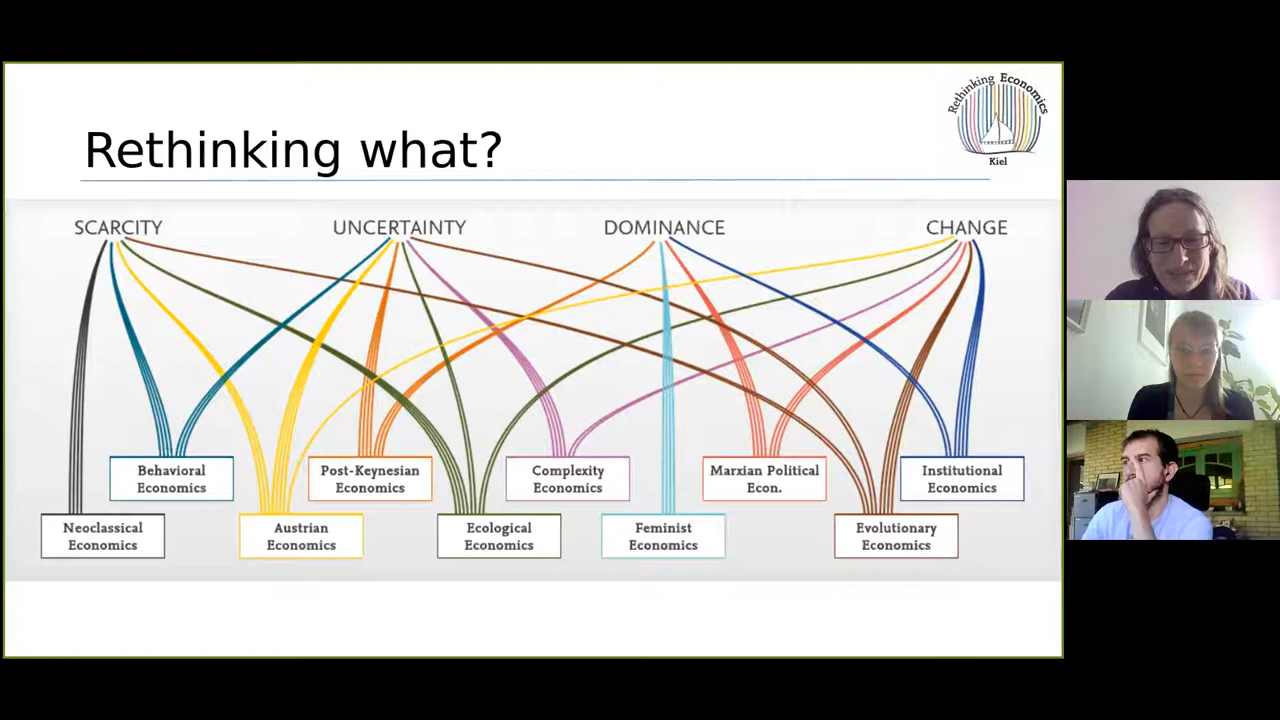 Rethinking Economics
Kiel
Rethinking what?
SCARCITY
UNCERTAINTY
DOMINANCE
CHANGE
Behavioral
Economics
Post-Keynesian
Economics
Complexity
Economics
Marxian Political
Econ.
Institutional
Economics
Neoclassical
Economics
Austrian
Economics
Ecological
Economics
Feminist
Economics
Evolutionary
Economics